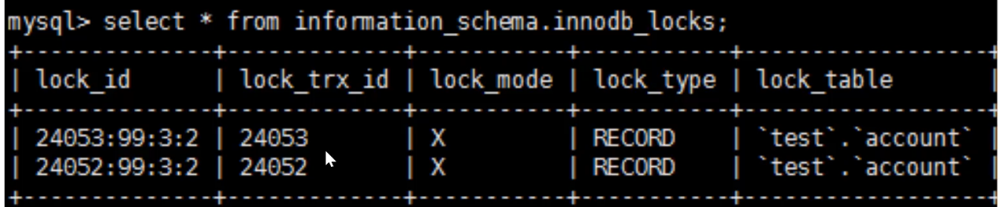 mysql> select * from information_schema.innodb_locks;
+---------------+-------------+-----------+-----------+------------------+
| lock_id       | lock_trx_id | lock_mode | lock_type | lock_table       |
+---------------+-------------+-----------+-----------+------------------+
| 24053:99:3:2 | 24053       | X         | RECORD    | `test`.`account` |
| 24052:99:3:2 | 24052       | X         | RECORD    | `test`.`account` |
+---------------+-------------+-----------+-----------+------------------+